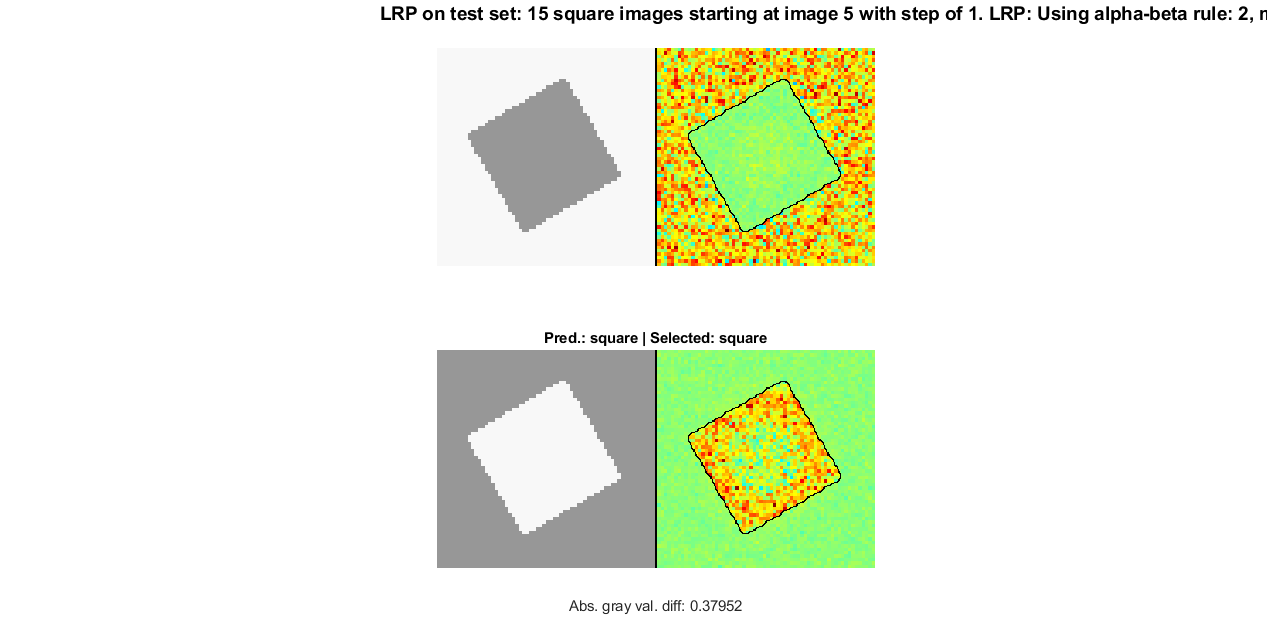 LRP on test set: 15 square images starting at image 5 with step of 1. LRP: Using alpha-beta rule: 2,
Pred.: square | Selected: square
Abs. gray val. diff: 0.37952